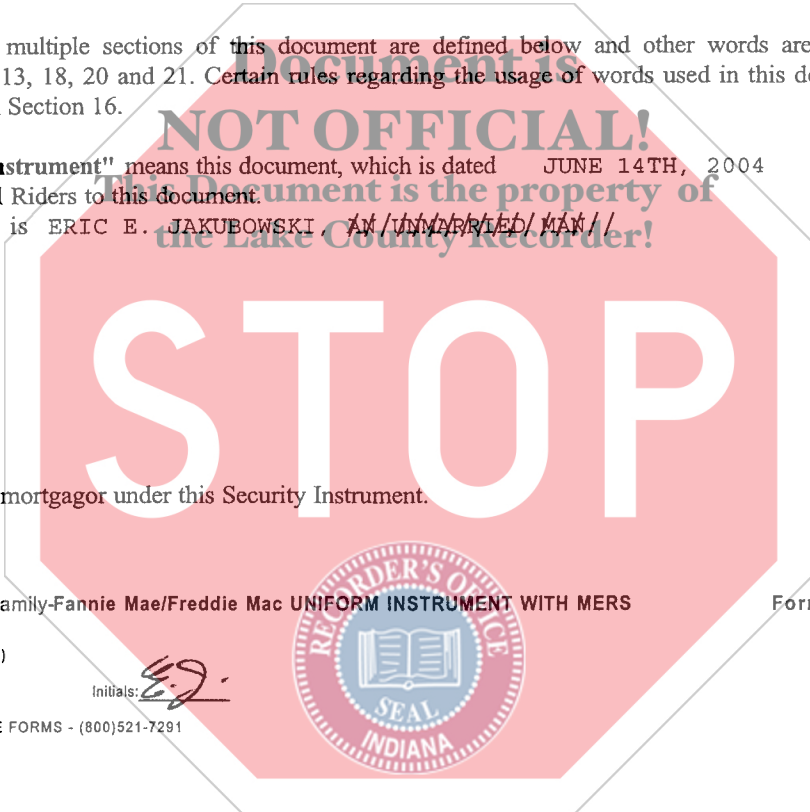 multiple sections of this document are defined below and other words are
Document is
13, 18, 20 and 21. Certain rules regarding the usage of words used in this d
Section 16.
NOT OFFICIAL!
strument" means this document, which is dated JUNE 14TH, 2004
This Document is the property of
Riders to this document.
is ERIC E. JAKUBOWSKI, AN UNMARRIED MAN
the Lake County Recorder!
STOP
mortgagor under this Security Instrument.
RECORDER'S OFFICE
SEAL
INDIANA
amily-Fannie Mae/Freddie Mac UNIFORM INSTRUMENT WITH MERS For
)
Initials: E.J.
FORMS - (800)521-7291